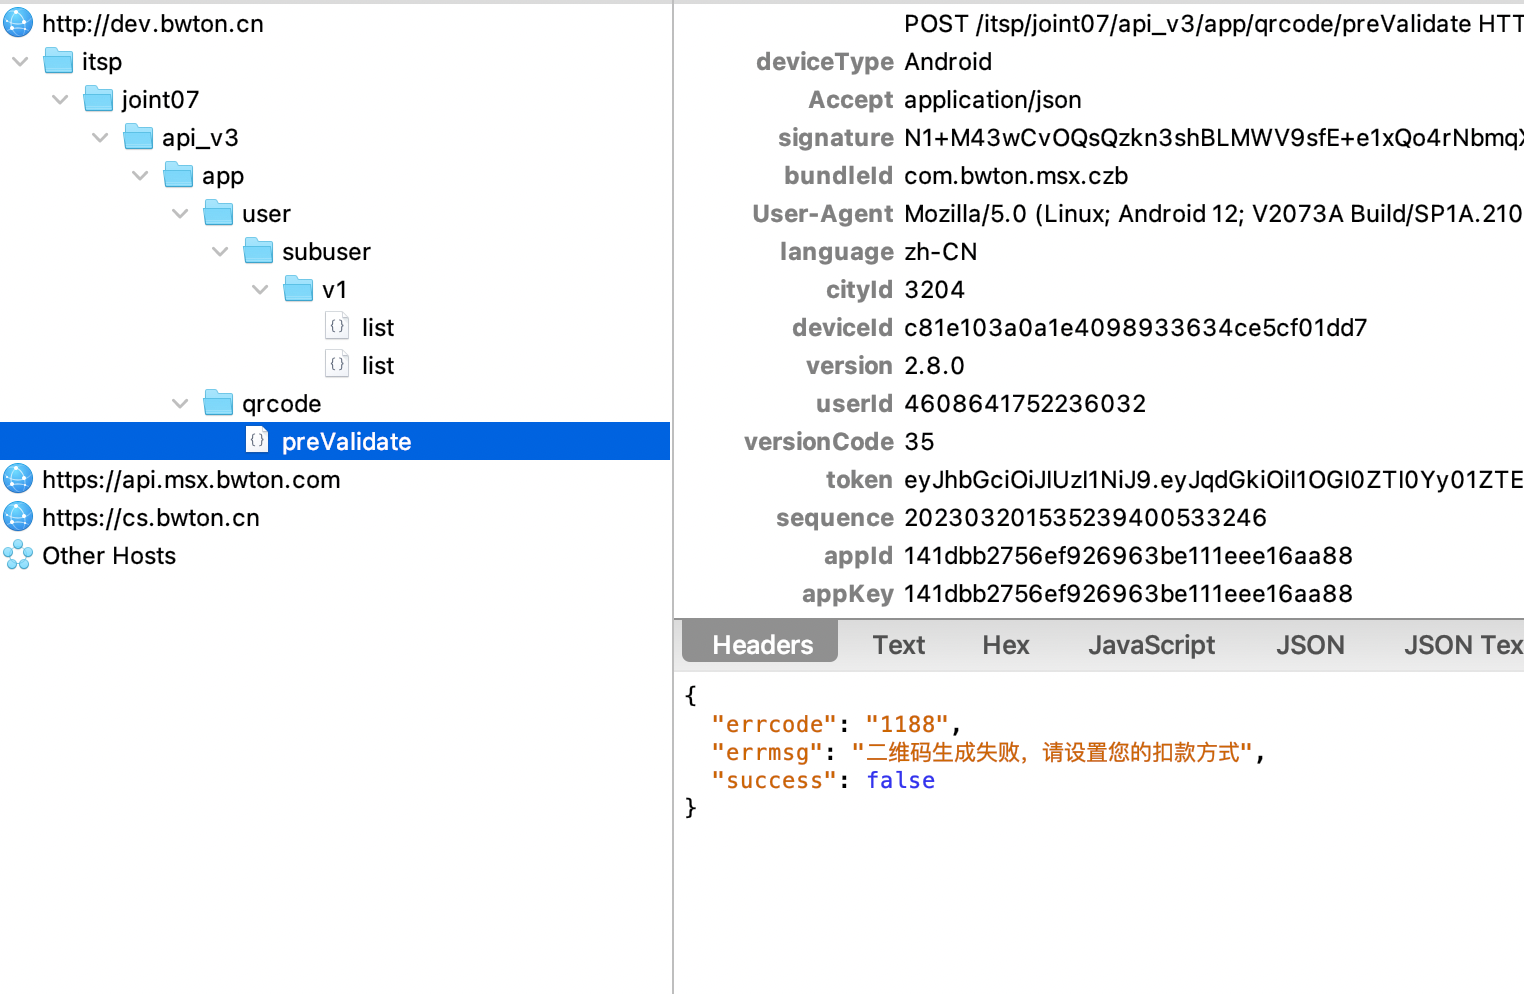 http://dev.bwton.cn
itsp
joint07
api_v3
app
user
subuser
v1
list
list
qrcode
preValidate
https://api.msx.bwton.com
https://cs.bwton.cn
Other Hosts
POST /itsp/joint07/api_v3/app/qrcode/preValidate HTT
deviceType Android
Accept application/json
signature N1+M43wCvOQsQzkn3shBLMWV9sfE+e1xQo4rNbmqX
bundleId com.bwton.msx.czb
User-Agent Mozilla/5.0 (Linux; Android 12; V2073A Build/SP1A.210
language zh-CN
cityId 3204
deviceId c81e103a0a1e4098933634ce5cf01dd7
version 2.8.0
userId 4608641752236032
versionCode 35
token eyJhbGciOiJIUzI1NiJ9.eyJqdGkiOiI1OGI0ZTI0Yy01ZTE
sequence 202303201535239400533246
appId 141dbb2756ef926963be111eee16aa88
appKey 141dbb2756ef926963be111eee16aa88
Headers Text Hex JavaScript JSON JSON Tex
{
"errcode": "1188",
"errmsg": "二维码生成失败，请设置您的扣款方式",
"success": false
}